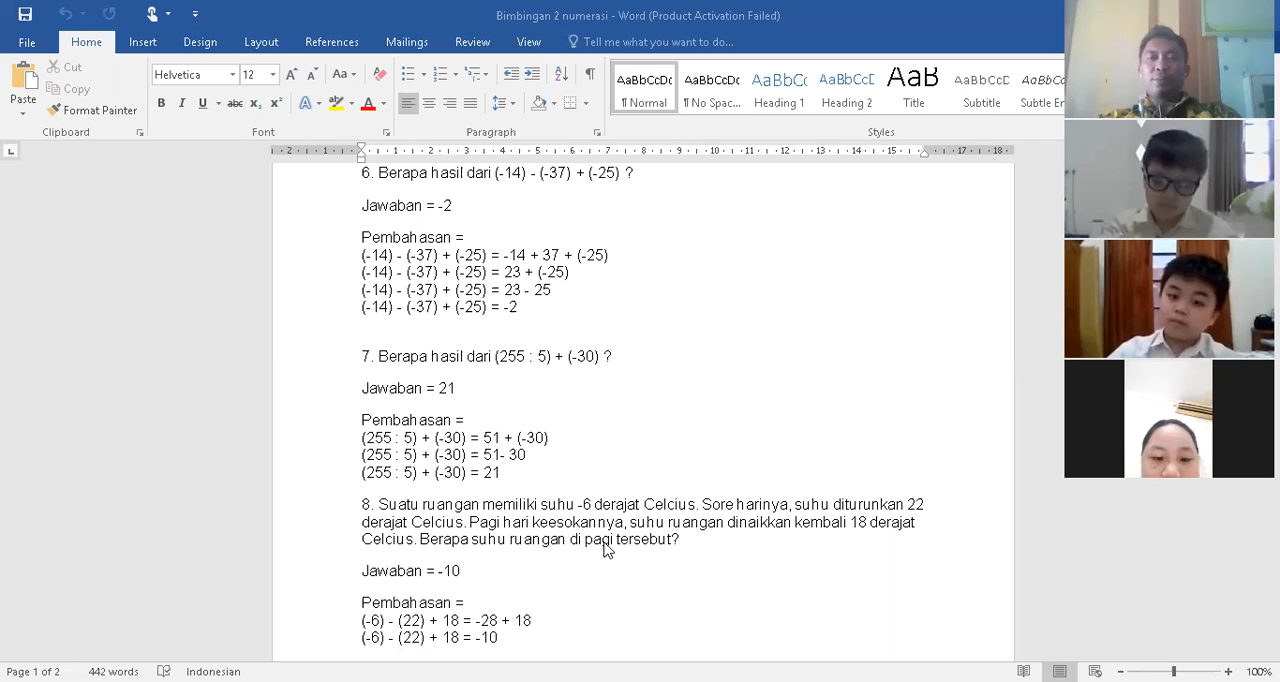 Bimbingan 2 numerasi - Word (Product Activation Failed)
File Home Insert Design Layout References Mailings Review View Tell me what you want to do...
Cut
Copy
Format Painter
Paste
Helvetica 12
Clipboard Font Paragraph Styles
AaBbCcDc AaBbCcDc AaBbCc AaBbCcD AaB AaBbCcD AaBbCcD
¶ Normal ¶ No Spac... Heading 1 Heading 2 Title Subtitle Subtle Em
6. Berapa hasil dari (-14) - (-37) + (-25) ?
Jawaban = -2
Pembahasan =
(-14) - (-37) + (-25) = -14 + 37 + (-25)
(-14) - (-37) + (-25) = 23 + (-25)
(-14) - (-37) + (-25) = 23 - 25
(-14) - (-37) + (-25) = -2
7. Berapa hasil dari (255 : 5) + (-30) ?
Jawaban = 21
Pembahasan =
(255 : 5) + (-30) = 51 + (-30)
(255 : 5) + (-30) = 51- 30
(255 : 5) + (-30) = 21
8. Suatu ruangan memiliki suhu -6 derajat Celcius. Sore harinya, suhu diturunkan 22
derajat Celcius. Pagi hari keesokannya, suhu ruangan dinaikkan kembali 18 derajat
Celcius. Berapa suhu ruangan di pagi tersebut?
Jawaban = -10
Pembahasan =
(-6) - (22) + 18 = -28 + 18
(-6) - (22) + 18 = -10
Page 1 of 2 442 words Indonesian 100%